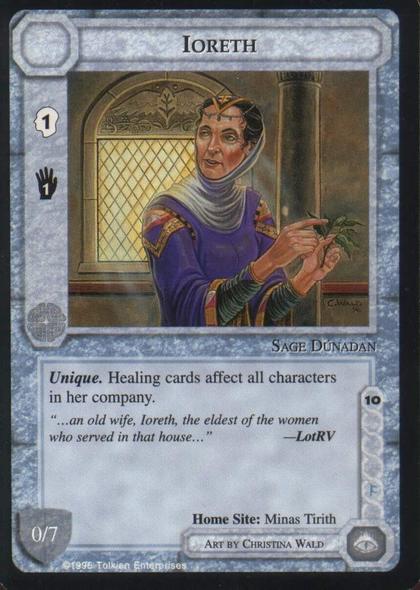 IORETH
1
1
C. WALD
SAGE DÚNADAN
Unique. Healing cards affect all characters
in her company.
10
“...an old wife, Ioreth, the eldest of the women
who served in that house...” —LotRV
F
Home Site: Minas Tirith
0/7
ART BY CHRISTINA WALD
©1995 Tolkien Enterprises